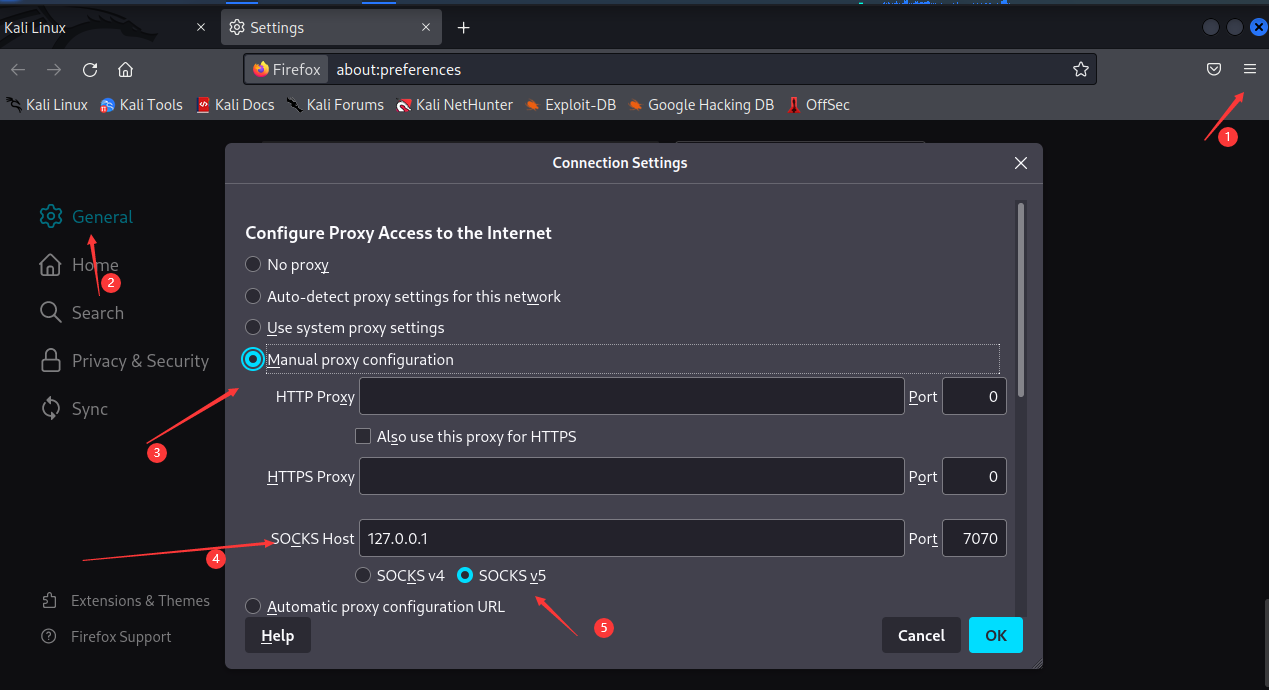 Kali Linux
Settings
Firefox about:preferences
Kali Linux Kali Tools Kali Docs Kali Forums Kali NetHunter Exploit-DB Google Hacking DB OffSec
1
Connection Settings
General
2
Home
Search
Privacy & Security
Sync
Configure Proxy Access to the Internet
No proxy
Auto-detect proxy settings for this network
Use system proxy settings
Manual proxy configuration
3
HTTP Proxy Port 0
Also use this proxy for HTTPS
HTTPS Proxy Port 0
4
SOCKS Host 127.0.0.1 Port 7070
SOCKS v4 SOCKS v5
5
Automatic proxy configuration URL
Extensions & Themes
Firefox Support
Help Cancel OK